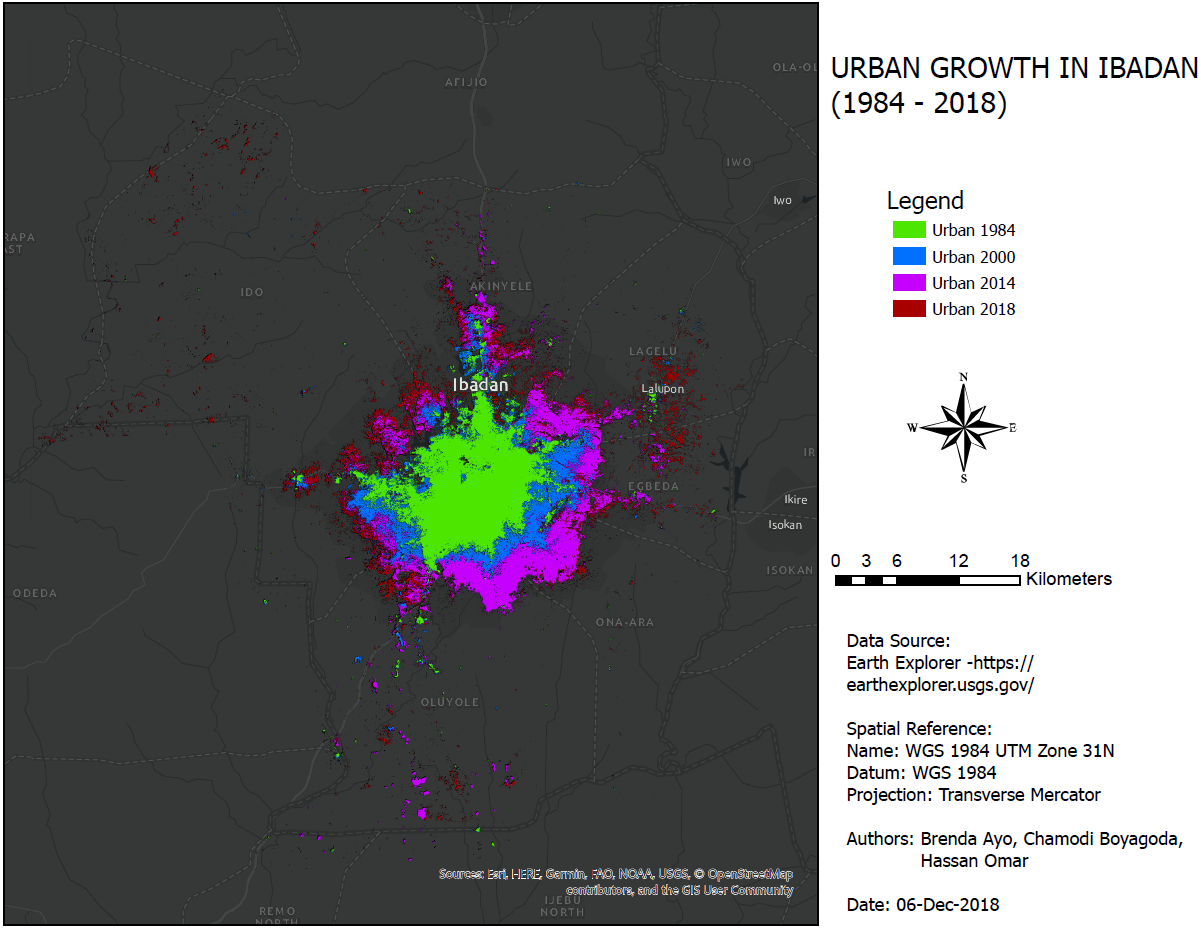 URBAN GROWTH IN IBADAN
(1984 - 2018)
Legend
Urban 1984
Urban 2000
Urban 2014
Urban 2018
N
W
E
S
0 3 6 12 18
Kilometers
Data Source:
Earth Explorer -https://
earthexplorer.usgs.gov/
Spatial Reference:
Name: WGS 1984 UTM Zone 31N
Datum: WGS 1984
Projection: Transverse Mercator
Authors: Brenda Ayo, Chamodi Boyagoda,
Hassan Omar
Date: 06-Dec-2018
AFIJIO
OLA-OL
IWO
Iwo
RAPA
AST
IDO
AKINYELE
LAGELU
Ibadan
Lalupon
IR
EGBEDA
Ikire
Isokan
ISOKAN
ODEDA
ONA-ARA
OLUYOLE
Sources: Esri, HERE, Garmin, FAO, NOAA, USGS, © OpenStreetMap
contributors, and the GIS User Community
REMO
NORTH
IJEBU
NORTH